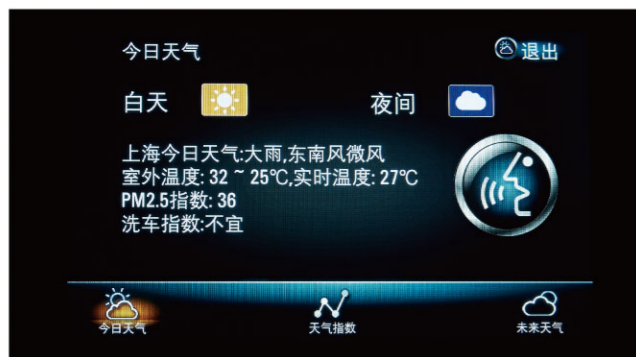 今日天气
退出
白天
夜间
上海今日天气:大雨,东南风微风
室外温度: 32 ~ 25℃,实时温度: 27℃
PM2.5指数: 36
洗车指数:不宜
今日天气
天气指数
未来天气